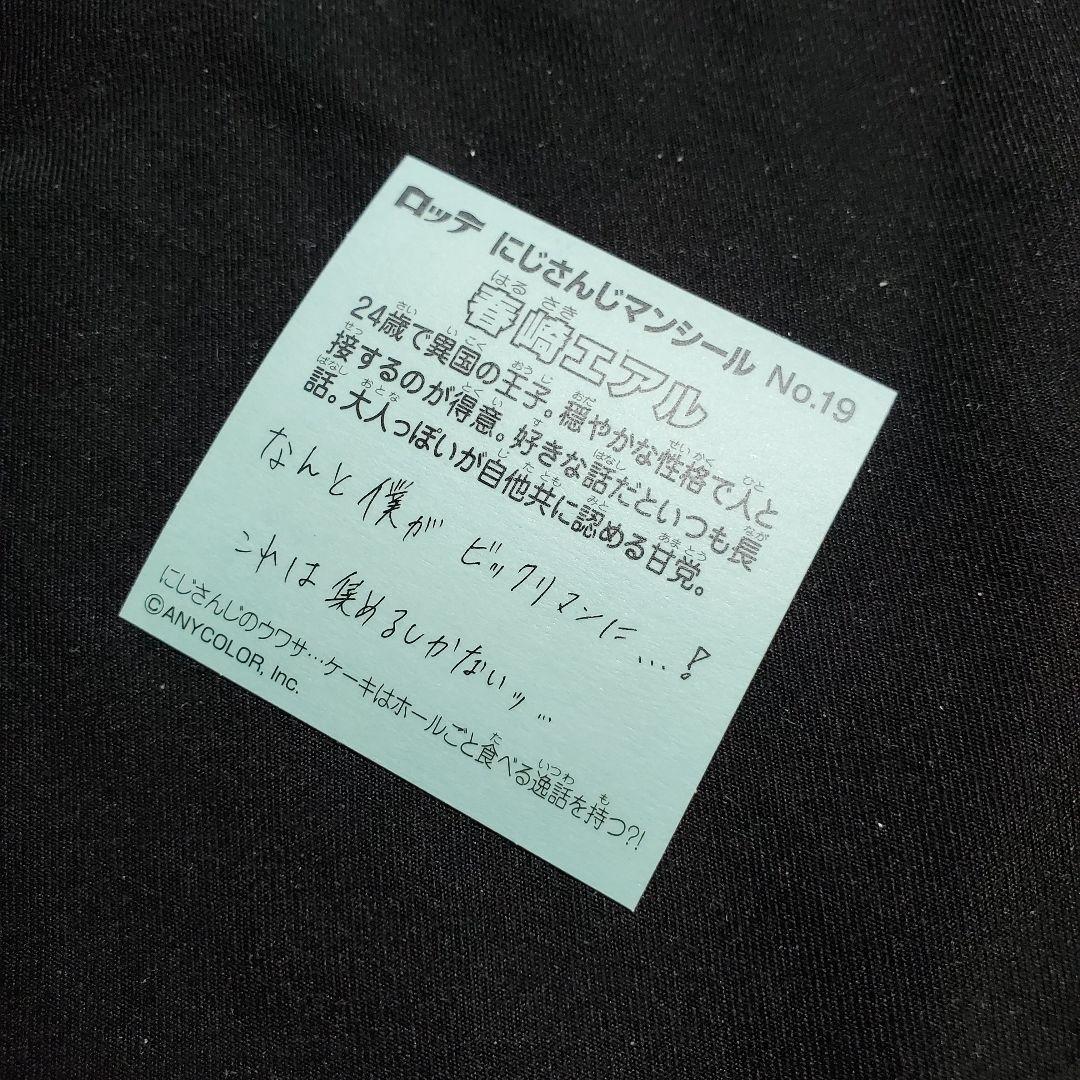 ロッテ にじさんじマンシール No.19
春崎エアル
24歳で異国の王子。穏やかな性格で人と
接するのが得意。好きな話だといつも長
話。大人っぽいが自他共に認める甘党。
なんと僕が ビックリマンに…!
これは集めるしかないッ…
にじさんじのウワサ…ケーキはホールごと食べる逸話を持つ?!
©ANYCOLOR, Inc.